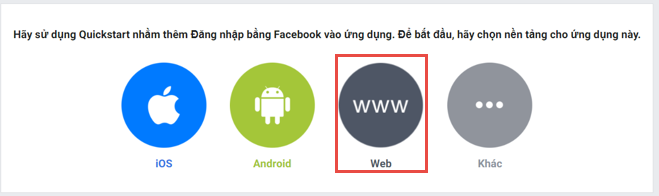 Hãy sử dụng Quickstart nhằm thêm Đăng nhập bằng Facebook vào ứng dụng. Để bắt đầu, hãy chọn nền tảng cho ứng dụng này.
www
iOS Android Web Khác